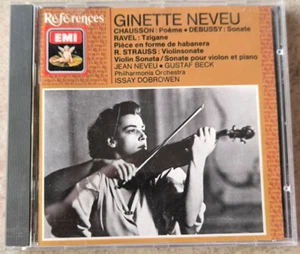 Références
EMI
GINETTE NEVEU
CHAUSSON : Poème • DEBUSSY : Sonate
RAVEL : Tzigane
Pièce en forme de habanera
R. STRAUSS : Violinsonate
Violin Sonata / Sonate pour violon et piano
JEAN NEVEU • GUSTAF BECK
Philharmonia Orchestra
ISSAY DOBROWEN